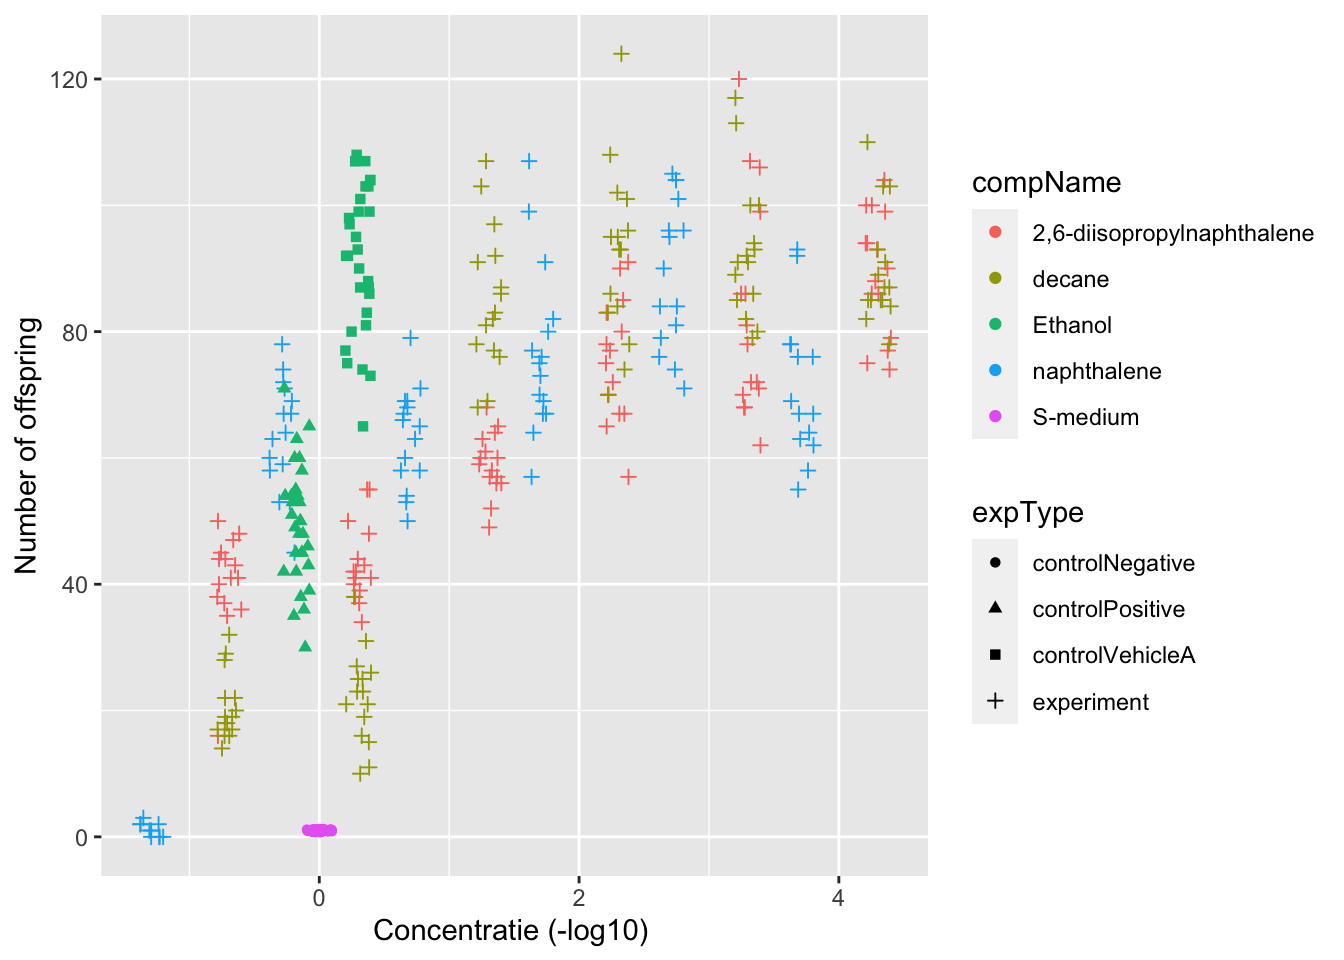 120
80
40
0
Number of offspring
0
2
4
Concentratie (-log10)
compName
2,6-diisopropylnaphthalene
decane
Ethanol
naphthalene
S-medium
expType
controlNegative
controlPositive
controlVehicleA
experiment